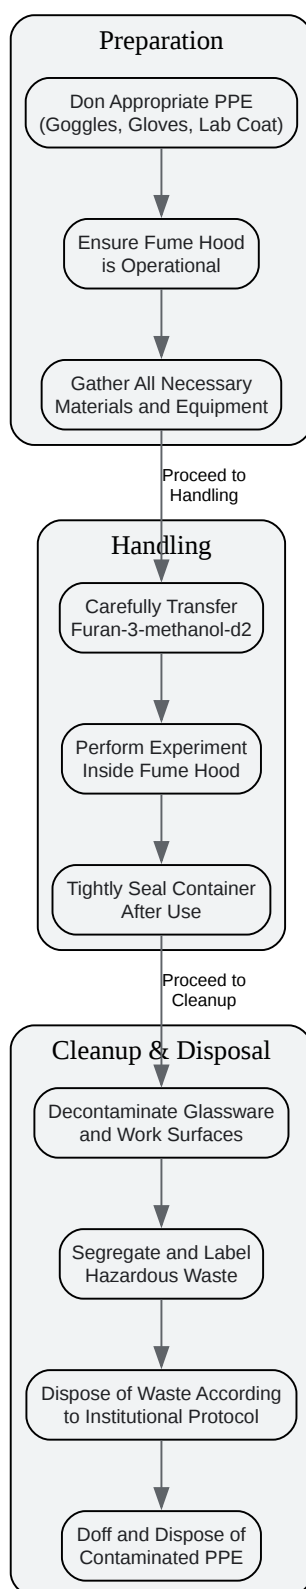 Preparation
Don Appropriate PPE
(Goggles, Gloves, Lab Coat)
Ensure Fume Hood
is Operational
Gather All Necessary
Materials and Equipment
Proceed to
Handling
Handling
Carefully Transfer
Furan-3-methanol-d2
Perform Experiment
Inside Fume Hood
Tightly Seal Container
After Use
Proceed to
Cleanup
Cleanup & Disposal
Decontaminate Glassware
and Work Surfaces
Segregate and Label
Hazardous Waste
Dispose of Waste According
to Institutional Protocol
Doff and Dispose of
Contaminated PPE